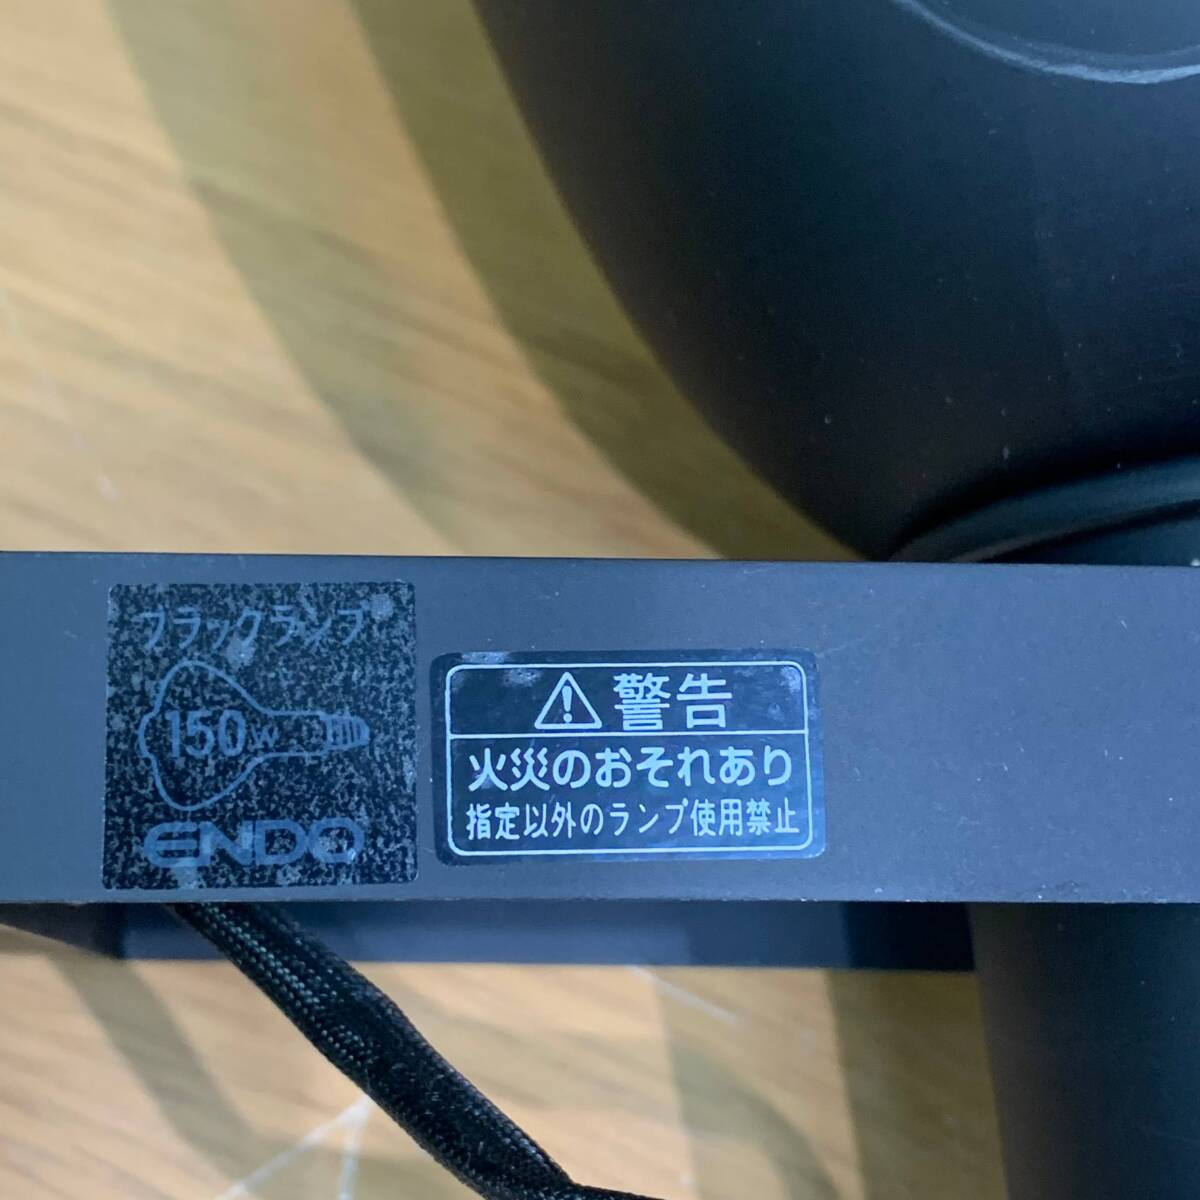 ブラックランプ
150W
ENDO
警告
火災のおそれあり
指定以外のランプ使用禁止